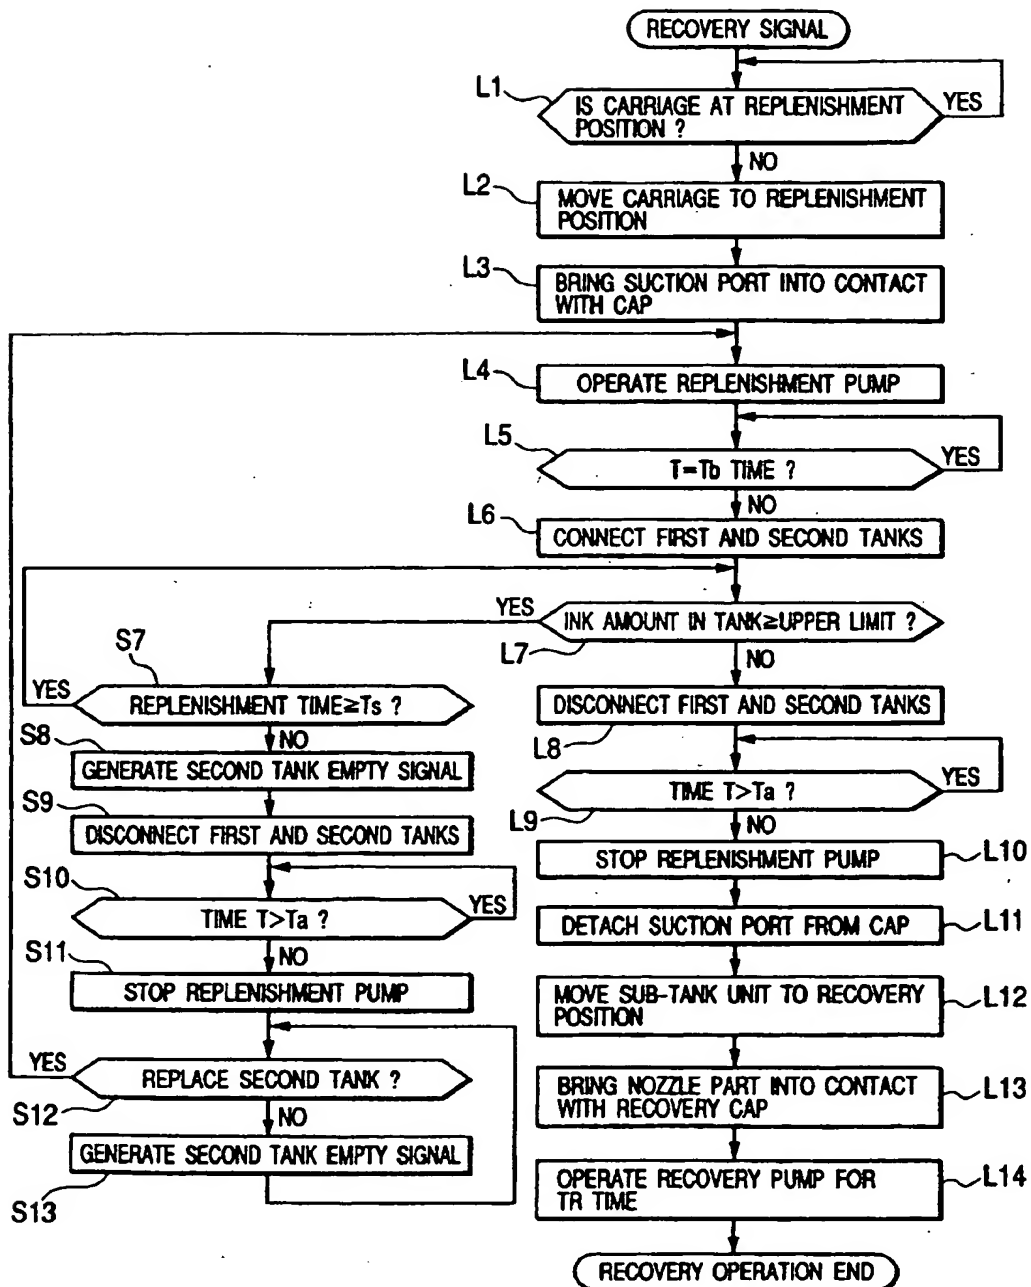 RECOVERY SIGNAL
L1
IS CARRIAGE AT REPLENISHMENT
POSITION ?
YES
NO
L2
MOVE CARRIAGE TO REPLENISHMENT
POSITION
L3
BRING SUCTION PORT INTO CONTACT
WITH CAP
L4
OPERATE REPLENISHMENT PUMP
L5
T=Tb TIME ?
YES
NO
L6
CONNECT FIRST AND SECOND TANKS
YES
INK AMOUNT IN TANK≥UPPER LIMIT ?
L7
NO
S7
YES
REPLENISHMENT TIME≥Ts ?
NO
DISCONNECT FIRST AND SECOND TANKS
L8
S8
GENERATE SECOND TANK EMPTY SIGNAL
TIME T>Ta ?
YES
L9
NO
S9
DISCONNECT FIRST AND SECOND TANKS
STOP REPLENISHMENT PUMP
L10
S10
TIME T>Ta ?
YES
NO
DETACH SUCTION PORT FROM CAP
L11
S11
STOP REPLENISHMENT PUMP
MOVE SUB-TANK UNIT TO RECOVERY
POSITION
L12
YES
REPLACE SECOND TANK ?
S12
NO
BRING NOZZLE PART INTO CONTACT
WITH RECOVERY CAP
L13
GENERATE SECOND TANK EMPTY SIGNAL
S13
OPERATE RECOVERY PUMP FOR
TR TIME
L14
RECOVERY OPERATION END